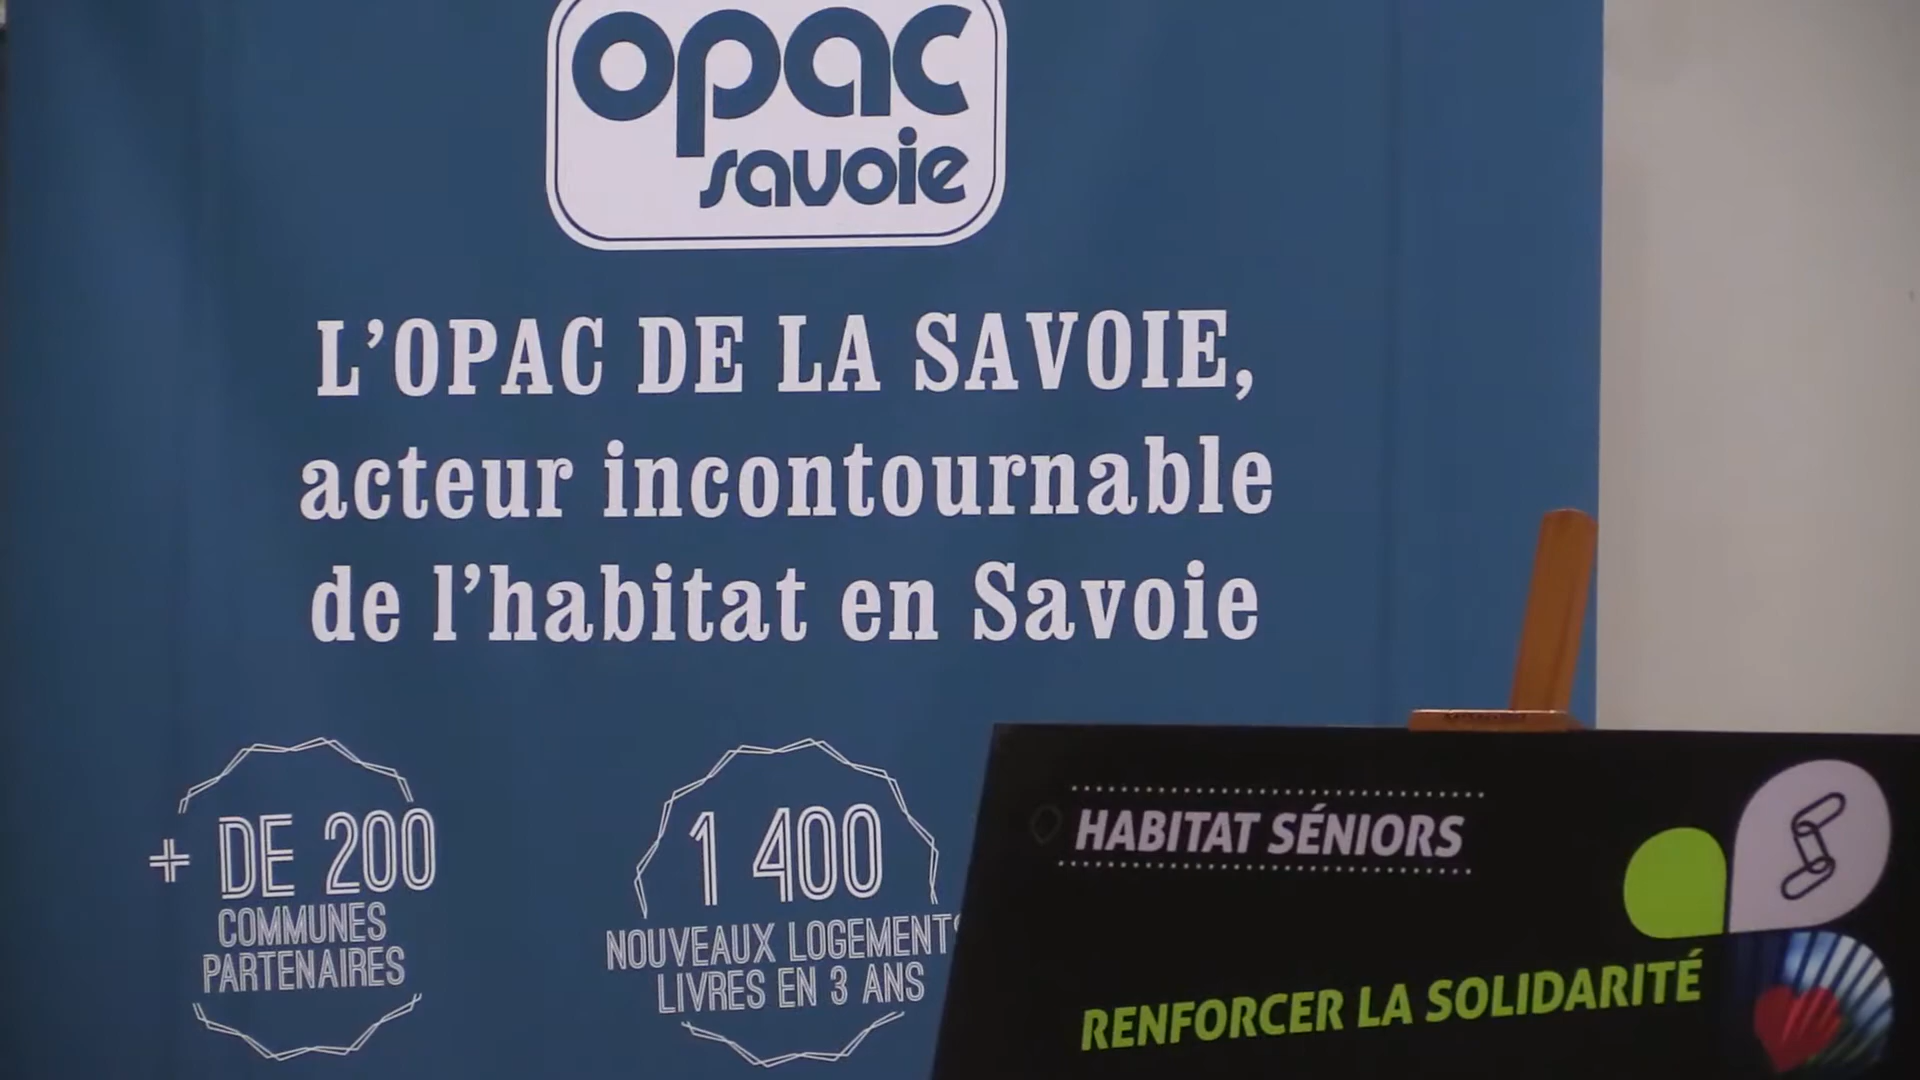 opac
savoie
L'OPAC DE LA SAVOIE,
acteur incontournable
de l'habitat en Savoie
+ DE 200
COMMUNES
PARTENAIRES
1 400
NOUVEAUX LOGEMENTS
LIVRES EN 3 ANS
HABITAT SÉNIORS
RENFORCER LA SOLIDARITÉ